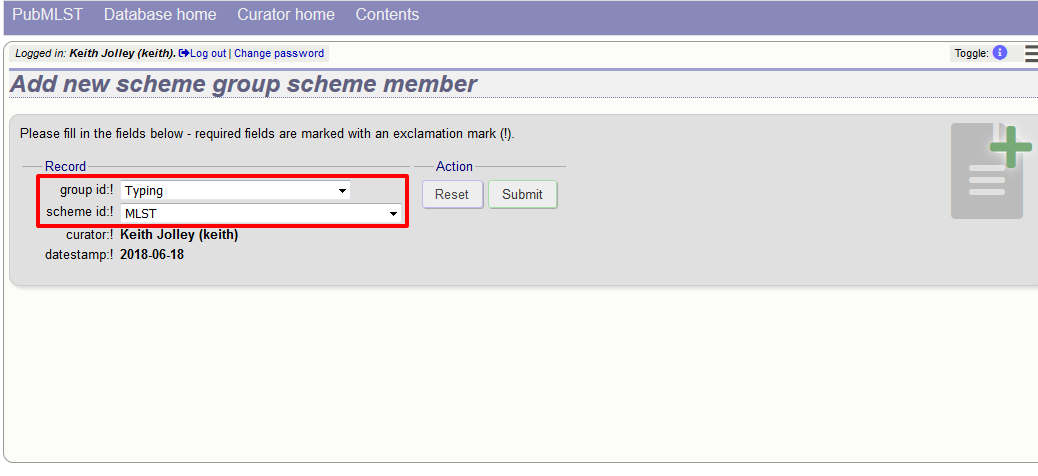 PubMLST Database home Curator home Contents
Logged in: Keith Jolley (keith). Log out | Change password Toggle: i
Add new scheme group scheme member
Please fill in the fields below - required fields are marked with an exclamation mark (!).
Record Action
group id:! Typing
Reset Submit
scheme id:! MLST
curator:! Keith Jolley (keith)
datestamp:! 2018-06-18